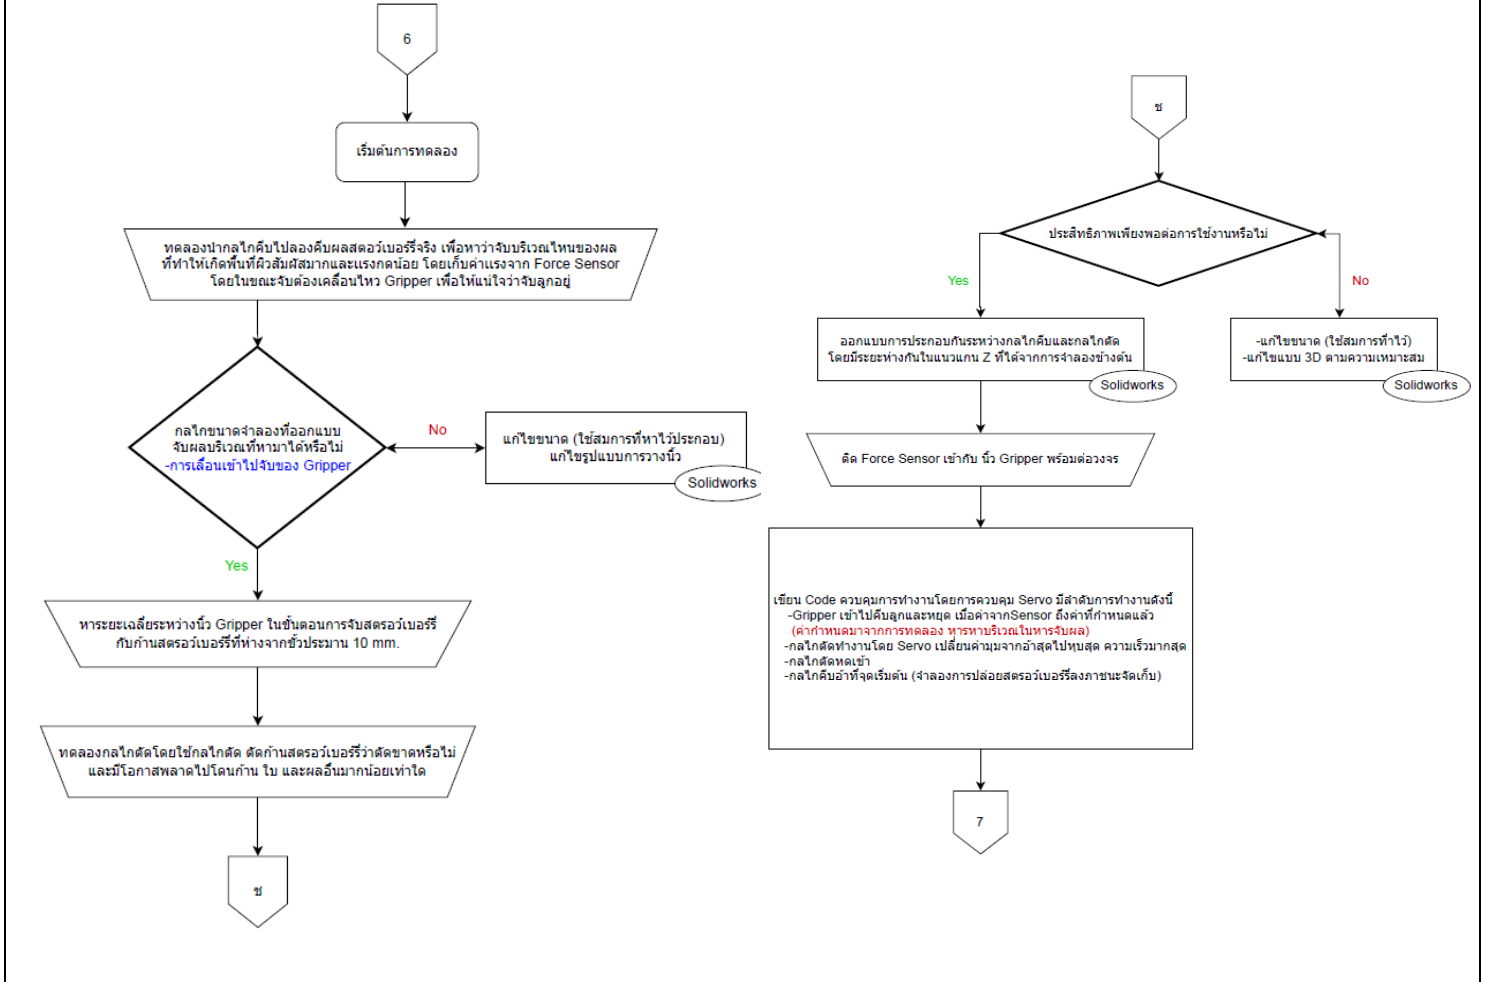 6
เริ่มต้นการทดลอง
ทดลองนำกลไกคีบไปลองคีบผลสตอว์เบอร์รี่จริง เพื่อหาว่าจับบริเวณไหนของผล
ที่ทำให้เกิดพื้นที่ผิวสัมผัสมากและแรงกดน้อย โดยเก็บค่าแรงจาก Force Sensor
โดยในขณะจับต้องเคลื่อนไหว Gripper เพื่อให้แน่ใจว่าจับลูกอยู่
กลไกขนาดจำลองที่ออกแบบ
จับผลบริเวณที่หามาได้หรือไม่
-การเลื่อนเข้าไปจับของ Gripper
No
แก้ไขขนาด (ใช้สมการที่หาไว้ประกอบ)
แก้ไขรูปแบบการวางนิ้ว
Solidworks
Yes
หาระยะเฉลี่ยระหว่างนิ้ว Gripper ในขั้นตอนการจับสตรอว์เบอร์รี่
กับก้านสตรอว์เบอร์รี่ที่ห่างจากขั้วประมาน 10 mm.
ทดลองกลไกตัดโดยใช้กลไกตัด ตัดก้านสตรอว์เบอร์รี่ว่าตัดขาดหรือไม่
และมีโอกาสพลาดไปโดนก้าน ใบ และผลอื่นมากน้อยเท่าใด
ช
ช
ประสิทธิภาพเพียงพอต่อการใช้งานหรือไม่
Yes
No
ออกแบบการประกอบกันระหว่างกลไกคีบและกลไกตัด
โดยมีระยะห่างกันในแนวแกน Z ที่ได้จากการจำลองข้างต้น
Solidworks
-แก้ไขขนาด (ใช้สมการที่าไว้)
-แก้ไขแบบ 3D ตามความเหมาะสม
Solidworks
ติด Force Sensor เข้ากับ นิ้ว Gripper พร้อมต่อวงจร
เขียน Code ควบคุมการทำงานโดยการควบคุม Servo มีลำดับการทำงานดังนี้
-Gripper เข้าไปคีบลูกและหยุด เมื่อค่าจากSensor ถึงค่าที่กำหนดแล้ว
(ค่ากำหนดมาจากการทดลอง หารหาบริเวณในหารจับผล)
-กลไกตัดทำงานโดย Servo เปลี่ยนค่ามุมจากอ้าสุดไปหุบสุด ความเร็วมากสุด
-กลไกตัดหดเข้า
-กลไกคีบอ้าที่จุดเริ่มต้น (จำลองการปล่อยสตรอว์เบอร์รี่ลงภาชนะจัดเก็บ)
7